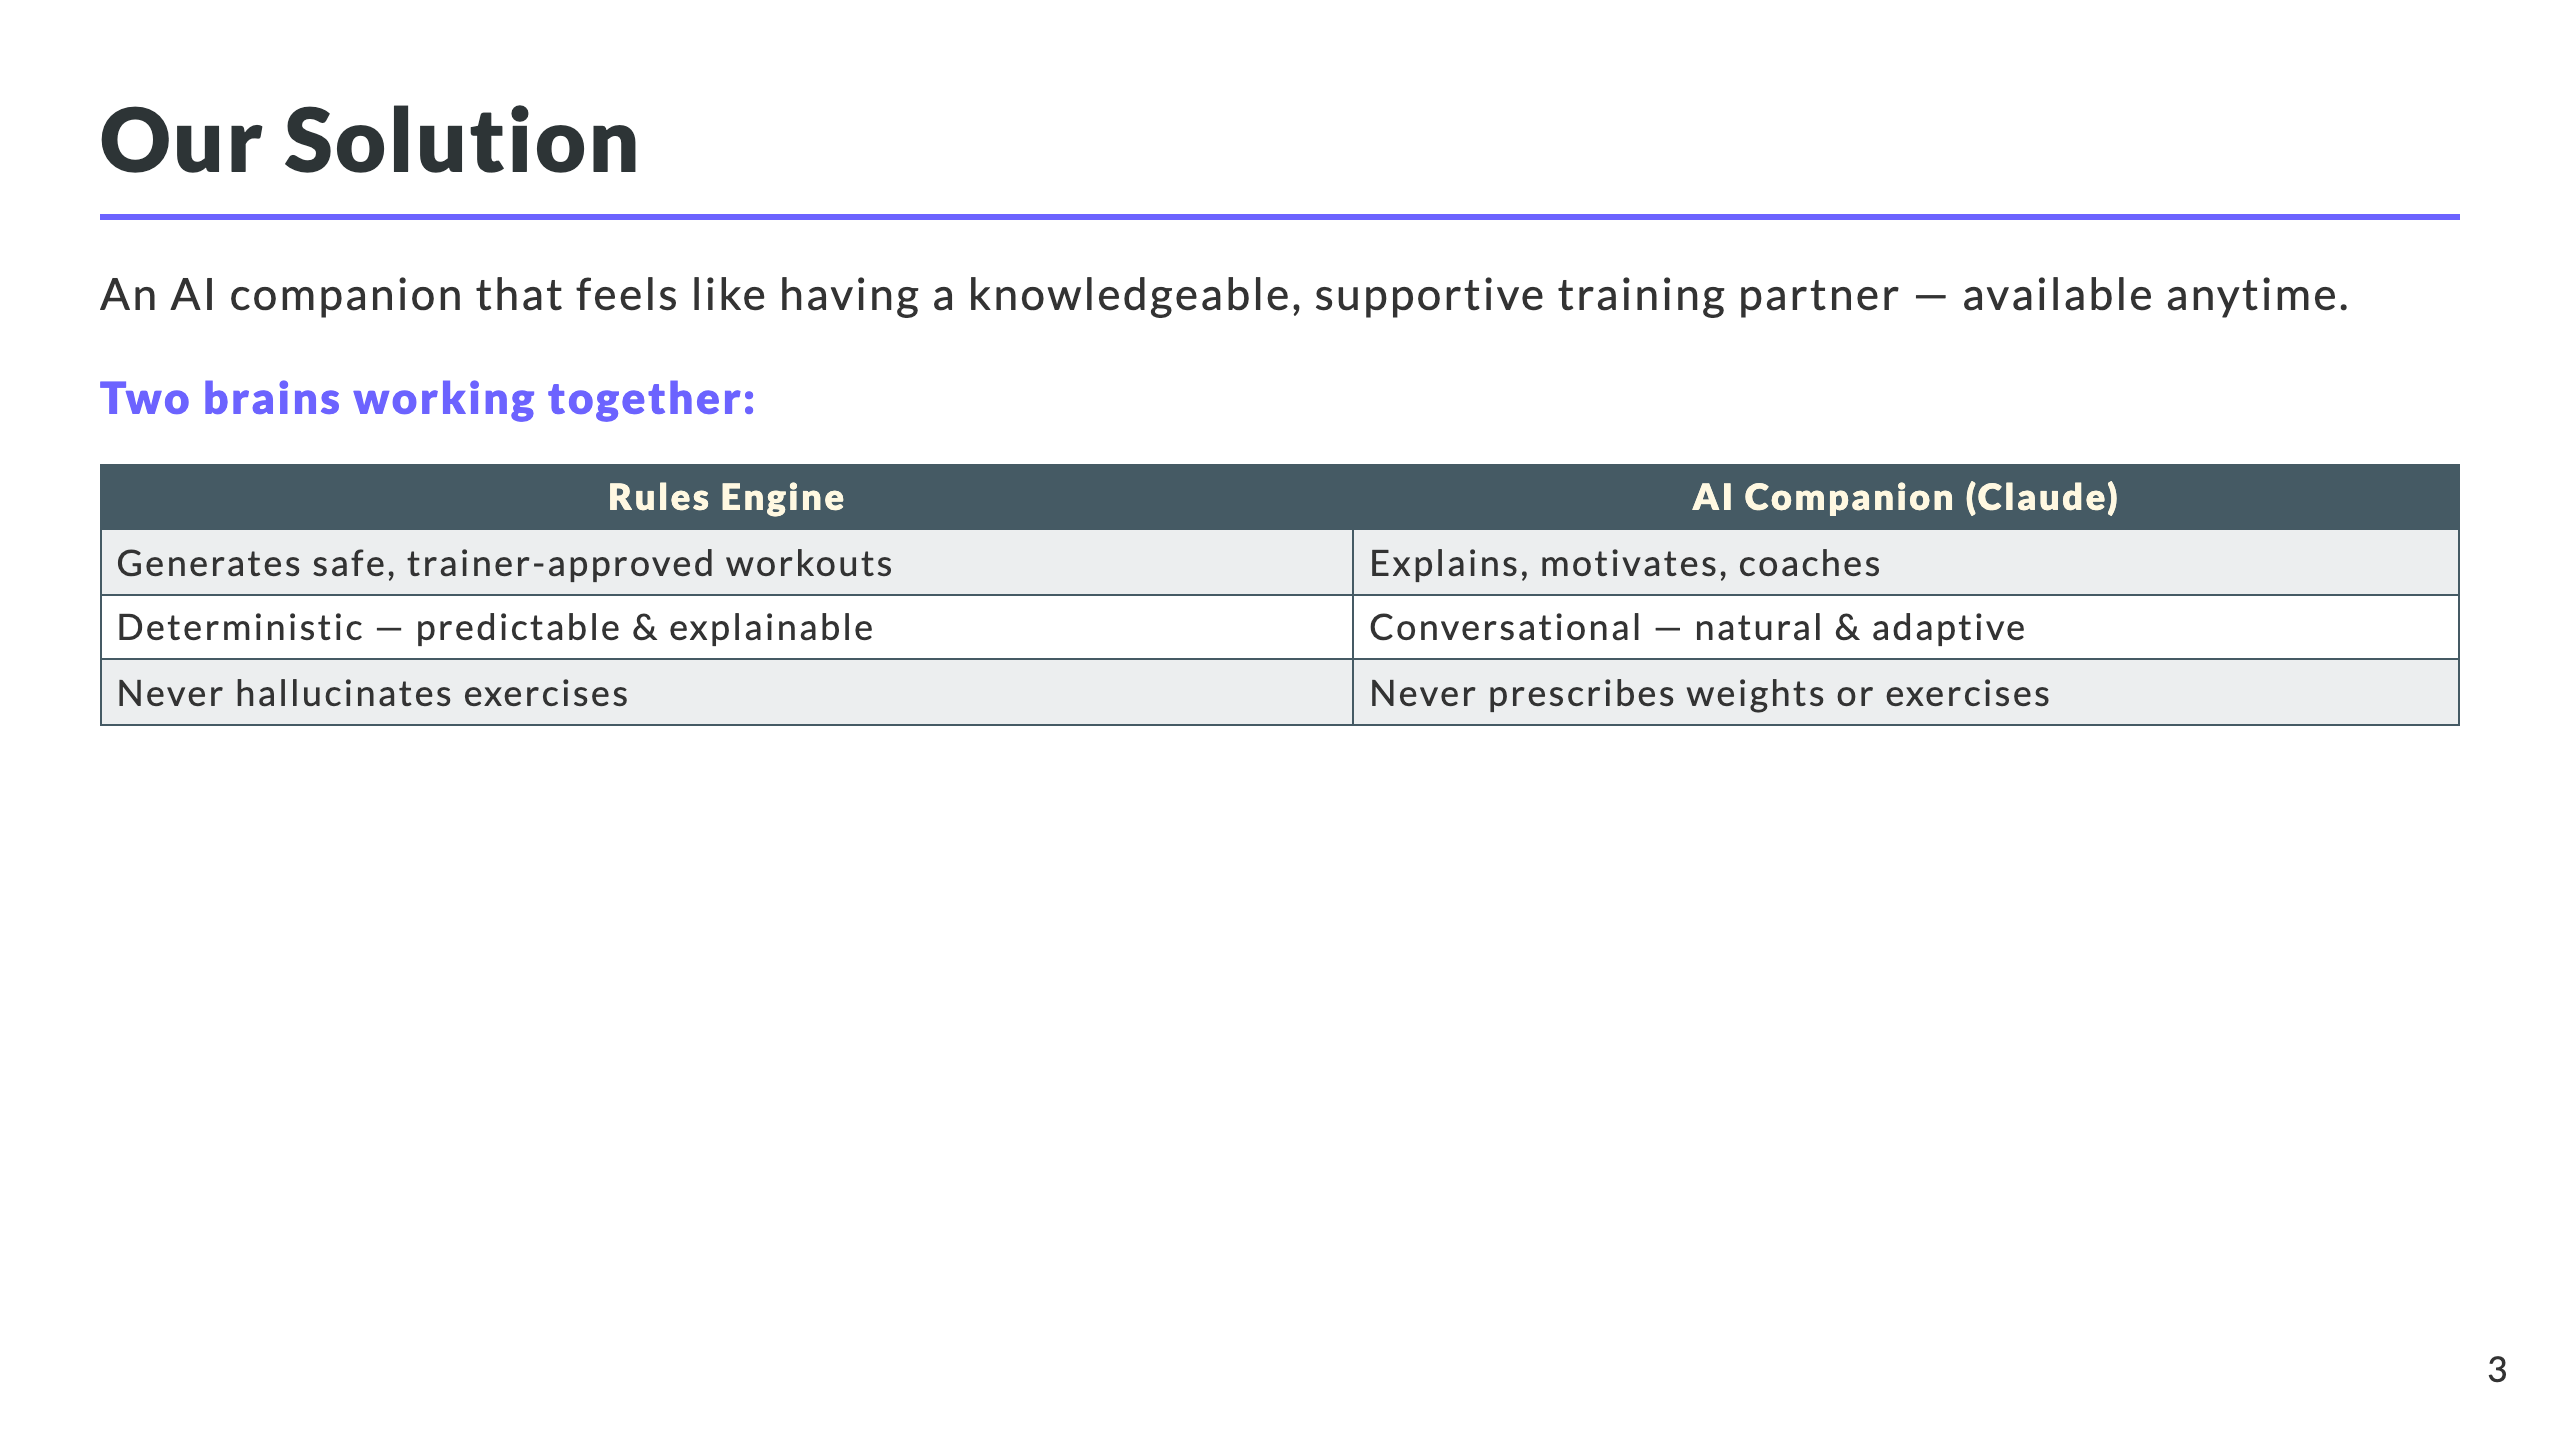 Our Solution
An AI companion that feels like having a knowledgeable, supportive training partner — available anytime.
Two brains working together:
Rules Engine AI Companion (Claude)
Generates safe, trainer-approved workouts Explains, motivates, coaches
Deterministic — predictable & explainable Conversational — natural & adaptive
Never hallucinates exercises Never prescribes weights or exercises
3